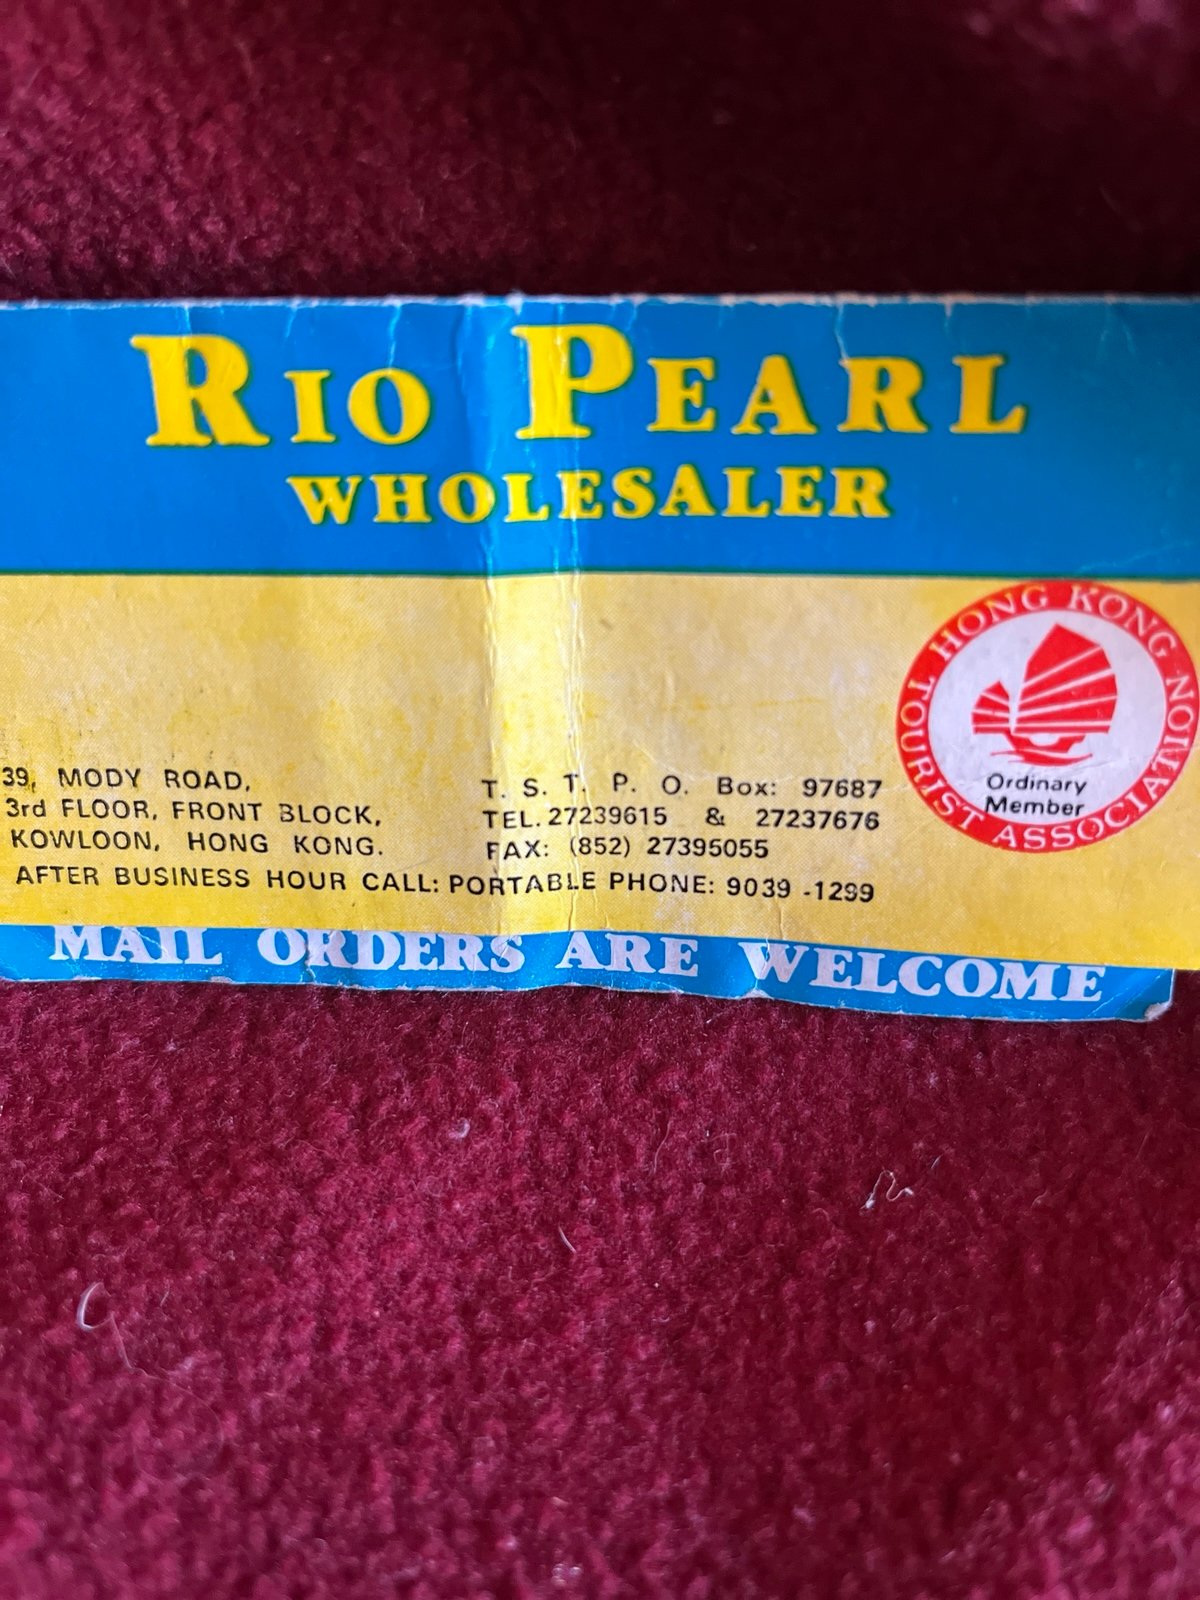 RIO PEARL
WHOLESALER
HONG KONG TOURIST ASSOCIATION
Ordinary
Member
39, MODY ROAD,
3rd FLOOR, FRONT BLOCK,
KOWLOON, HONG KONG.
T. S. T. P. O. Box: 97687
TEL. 27239615 & 27237676
FAX: (852) 27395055
AFTER BUSINESS HOUR CALL: PORTABLE PHONE: 9039 -1299
MAIL ORDERS ARE WELCOME